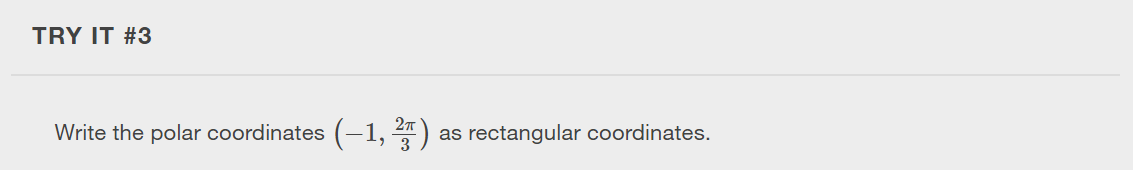 TRY IT #3
Write the polar coordinates (−1, 2π/3) as rectangular coordinates.